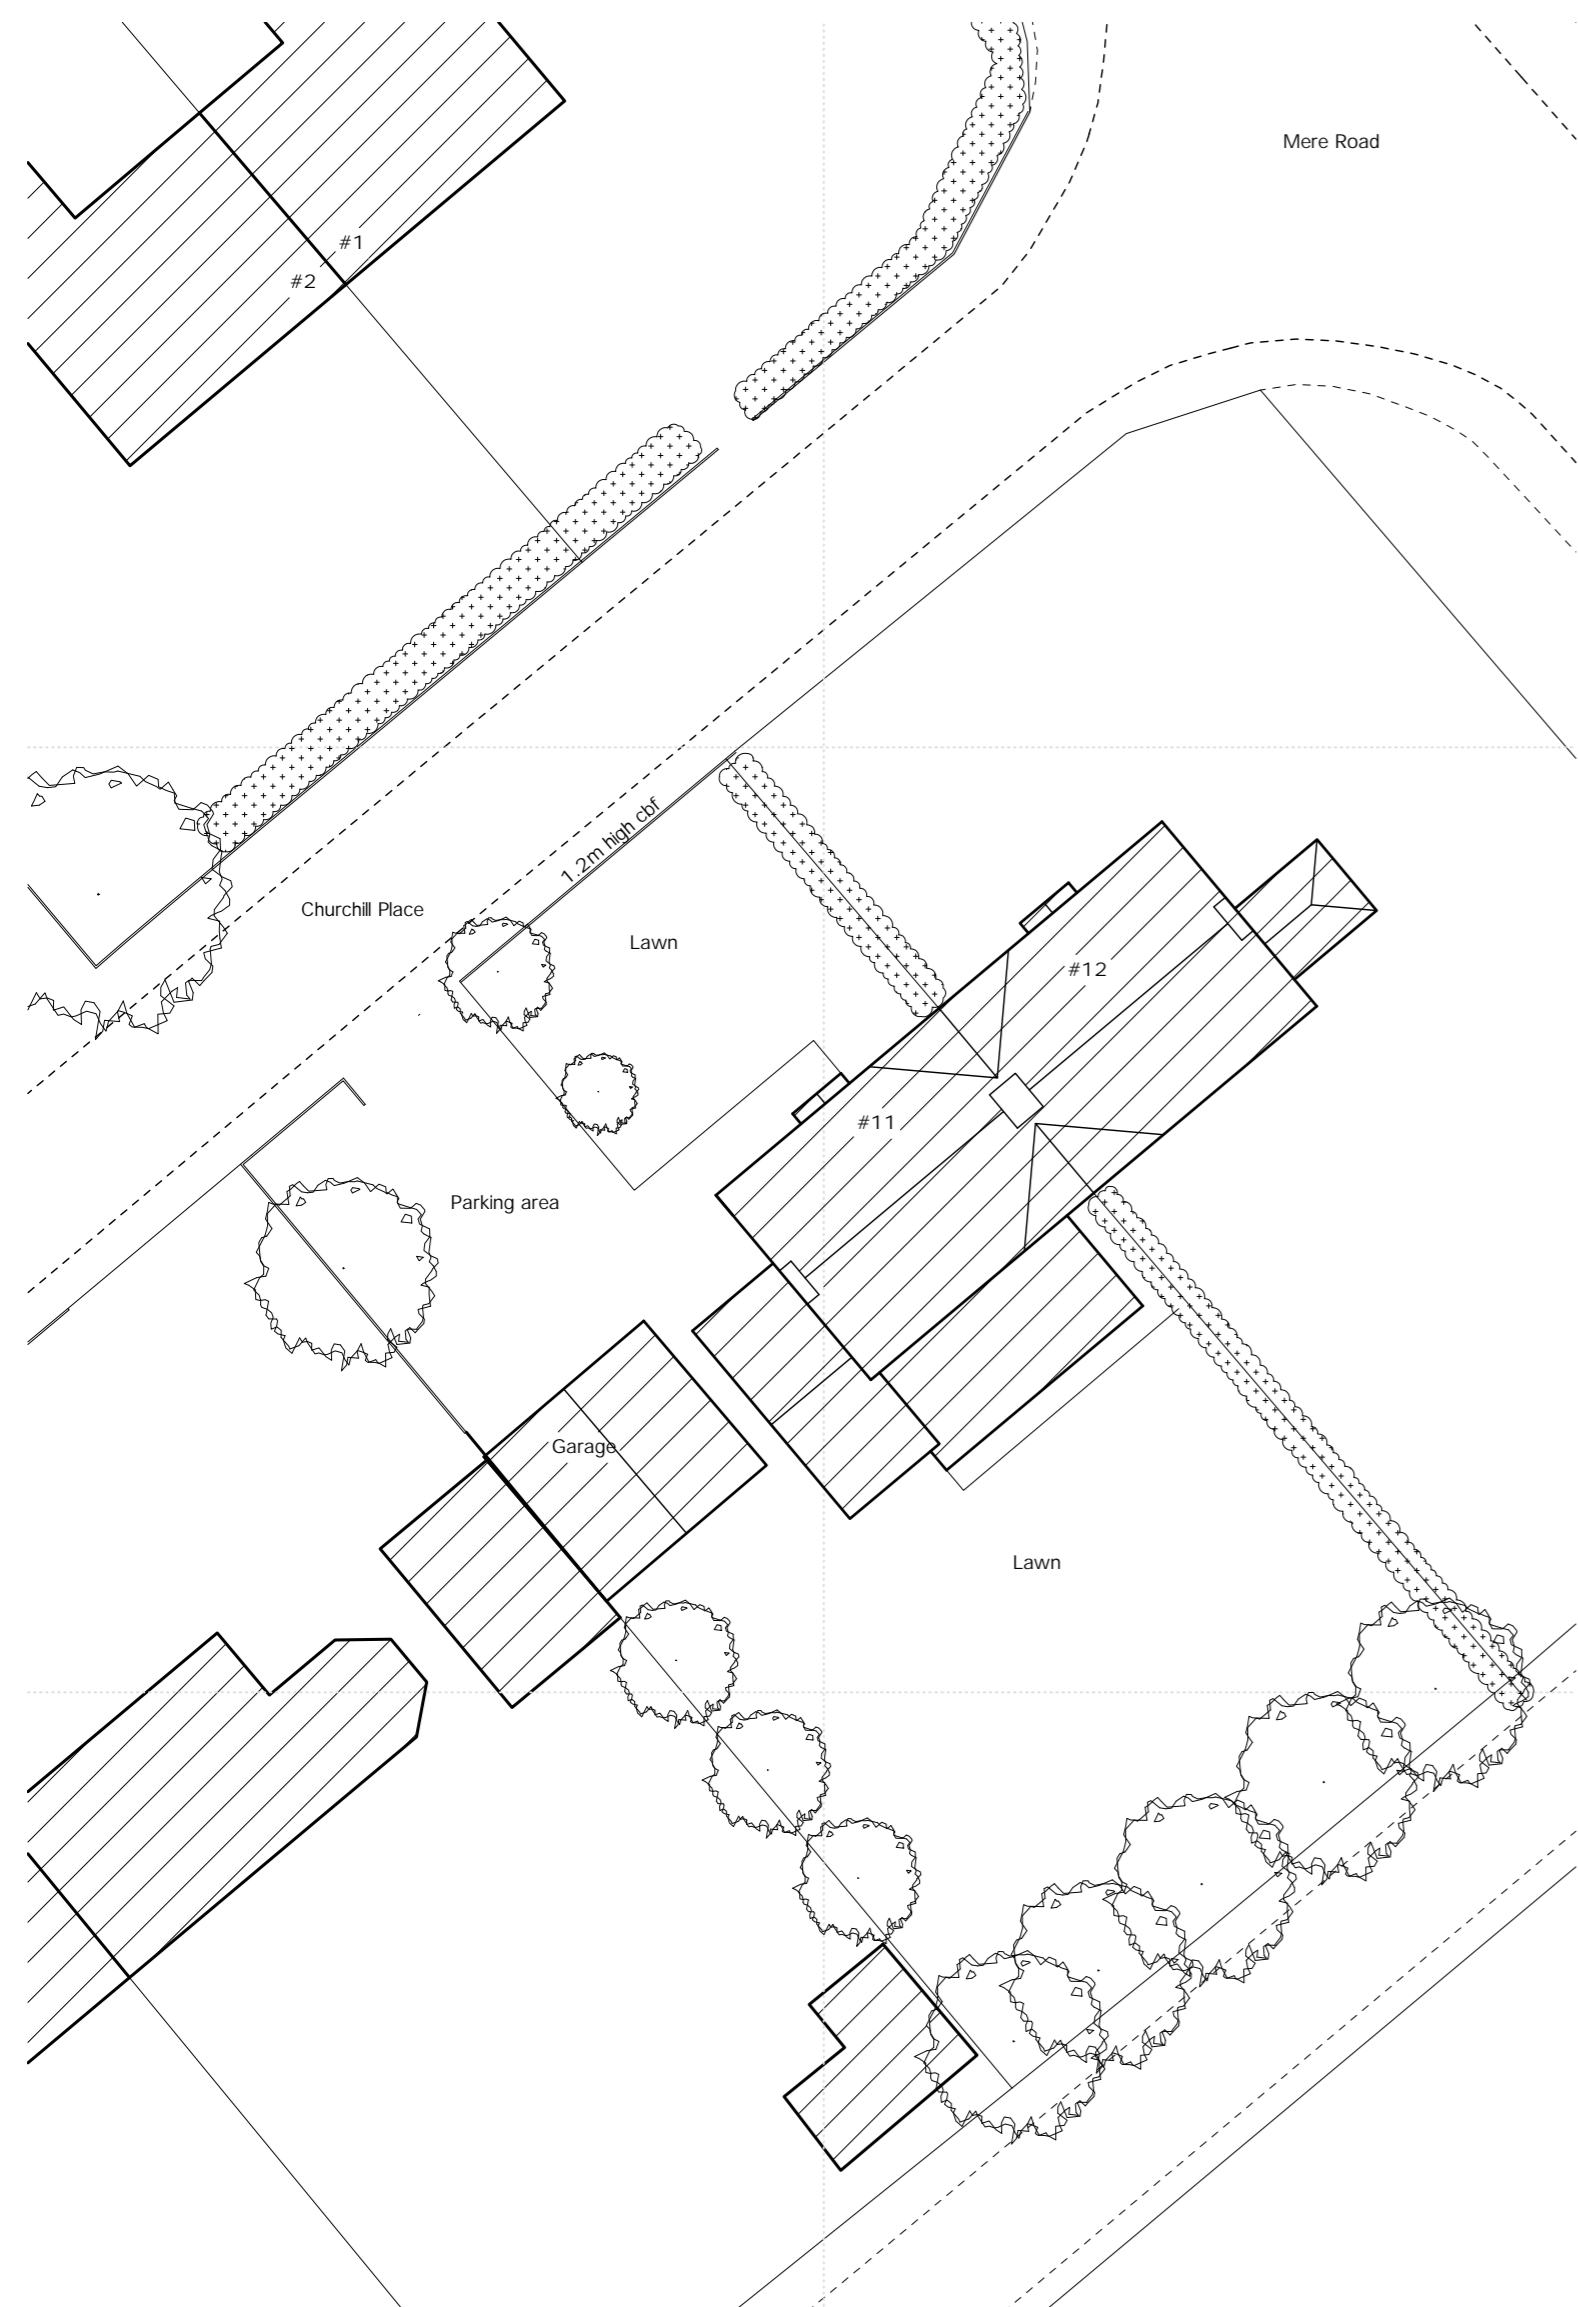 Mere Road
#1
#2
1.2m high cbf
Churchill Place
Lawn
#12
#11
Parking area
Garage
Lawn